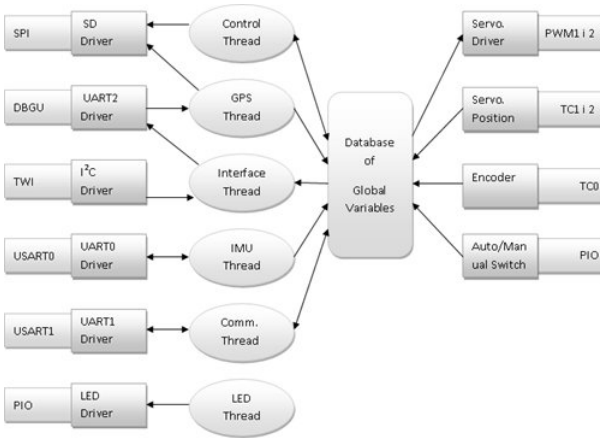 SPI
SD
Driver
Control
Thread
DBGU
UART2
Driver
GPS
Thread
TWI
I²C
Driver
Interface
Thread
USART0
UART0
Driver
IMU
Thread
USART1
UART1
Driver
Comm.
Thread
PIO
LED
Driver
LED
Thread
Database
of
Global
Variables
Servo.
Driver
PWM1 i 2
Servo.
Position
TC1 i 2
Encoder
TC0
Auto/Man
ual Switch
PIO